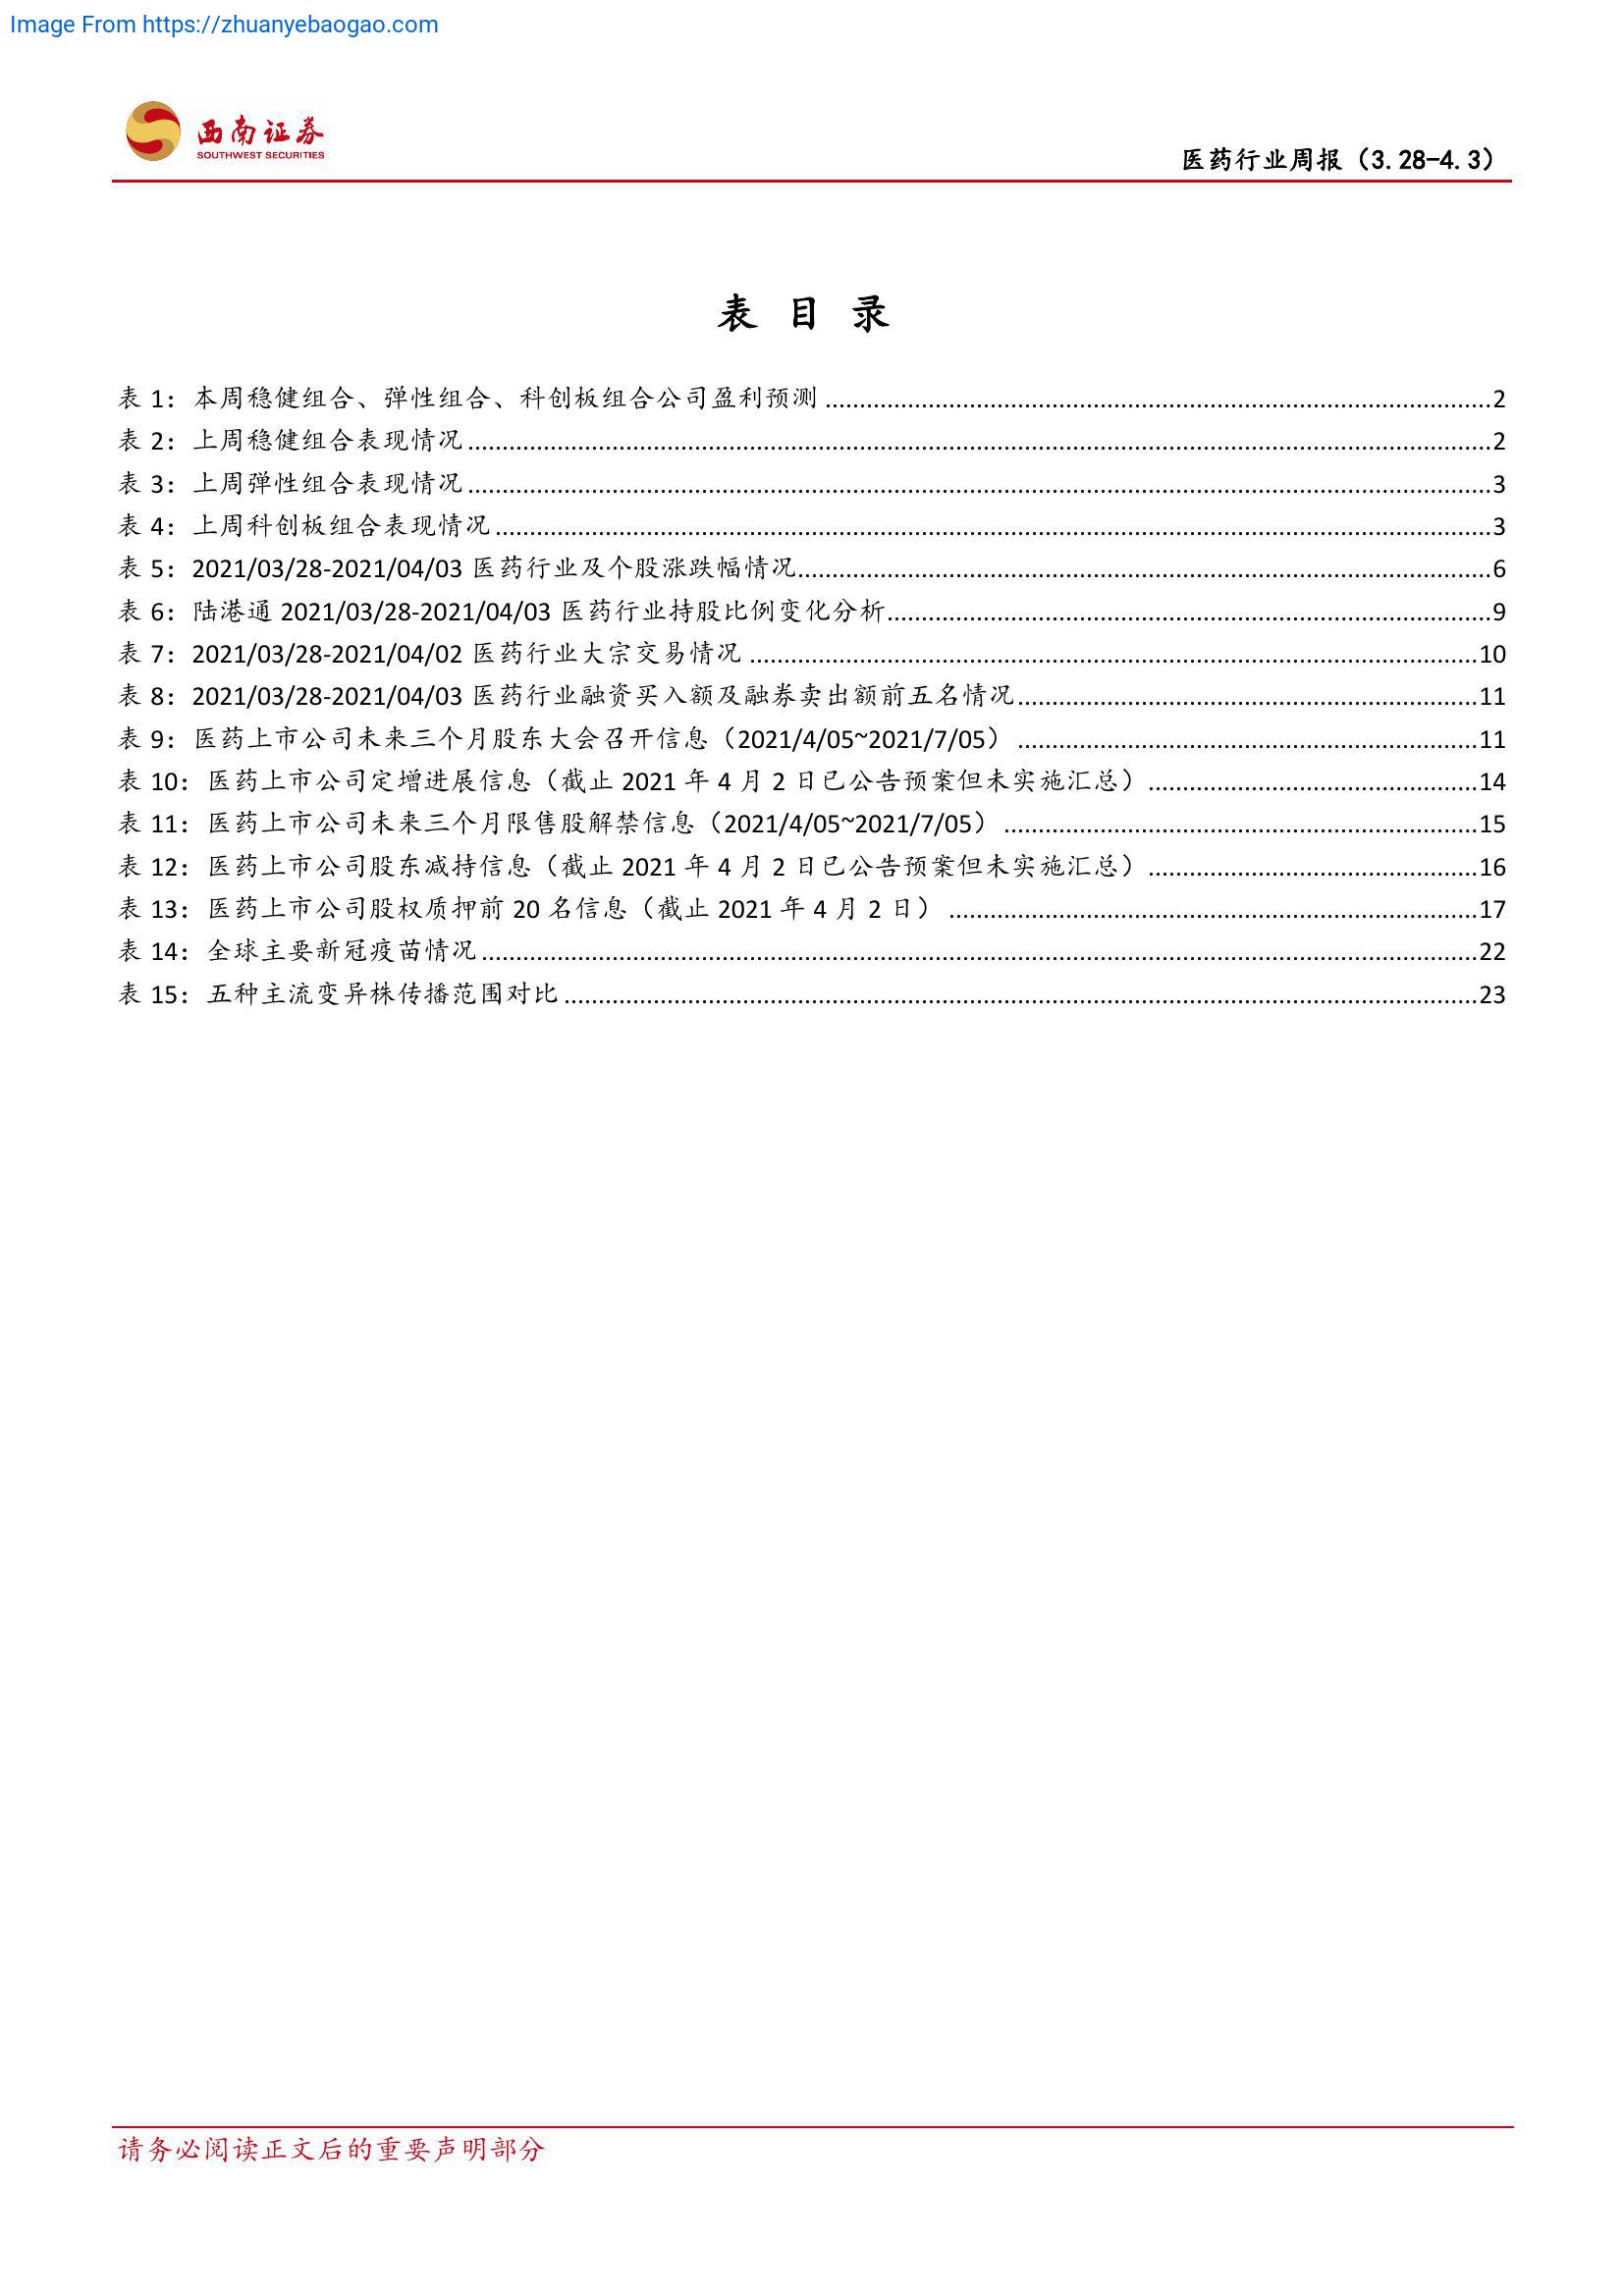 Image From https://zhuanyebaogao.com
西南证券
SOUTHWEST SECURITIES
医药行业周报（3.28-4.3）
表 目 录
表 1：本周稳健组合、弹性组合、科创板组合公司盈利预测........2
表 2：上周稳健组合表现情况........2
表 3：上周弹性组合表现情况........3
表 4：上周科创板组合表现情况........3
表 5：2021/03/28-2021/04/03 医药行业及个股涨跌幅情况........6
表 6：陆港通 2021/03/28-2021/04/03 医药行业持股比例变化分析........9
表 7：2021/03/28-2021/04/02 医药行业大宗交易情况........10
表 8：2021/03/28-2021/04/03 医药行业融资买入额及融券卖出额前五名情况........11
表 9：医药上市公司未来三个月股东大会召开信息（2021/4/05~2021/7/05）........11
表 10：医药上市公司定增进展信息（截止 2021 年 4 月 2 日已公告预案但未实施汇总）........14
表 11：医药上市公司未来三个月限售股解禁信息（2021/4/05~2021/7/05）........15
表 12：医药上市公司股东减持信息（截止 2021 年 4 月 2 日已公告预案但未实施汇总）........16
表 13：医药上市公司股权质押前 20 名信息（截止 2021 年 4 月 2 日）........17
表 14：全球主要新冠疫苗情况........22
表 15：五种主流变异株传播范围对比........23
请务必阅读正文后的重要声明部分